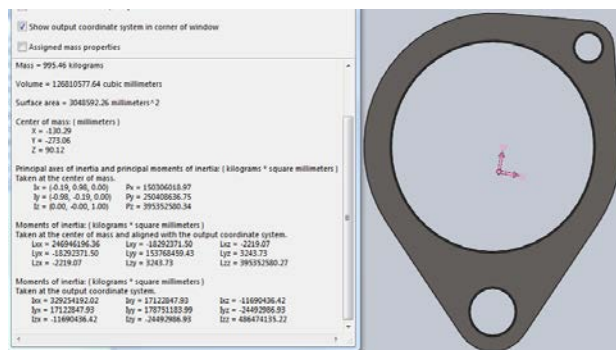 Show output coordinate system in corner of window
Assigned mass properties
Mass = 995.46 kilograms
Volume = 126810577.64 cubic millimeters
Surface area = 3048592.26 millimeters^2
Center of mass: ( millimeters )
X = -130.29
Y = -273.06
Z = 90.12
Principal axes of inertia and principal moments of inertia: ( kilograms * square millimeters )
Taken at the center of mass.
Ix = (-0.19, 0.98, 0.00) Px = 150306018.97
Iy = (-0.98, -0.19, 0.00) Py = 250408636.75
Iz = (0.00, -0.00, 1.00) Pz = 395352580.34
Moments of inertia: ( kilograms * square millimeters )
Taken at the center of mass and aligned with the output coordinate system.
Lxx = 246946196.36 Lxy = -18292371.50 Lxz = -2219.07
Lyx = -18292371.50 Lyy = 153768459.43 Lyz = 3243.73
Lzx = -2219.07 Lzy = 3243.73 Lzz = 395352580.27
Moments of inertia: ( kilograms * square millimeters )
Taken at the output coordinate system.
Ixx = 329254192.02 Ixy = 17122847.93 Ixz = -11690436.42
Iyx = 17122847.93 Iyy = 178751183.99 Iyz = -24492986.93
Izx = -11690436.42 Izy = -24492986.93 Izz = 486474135.22